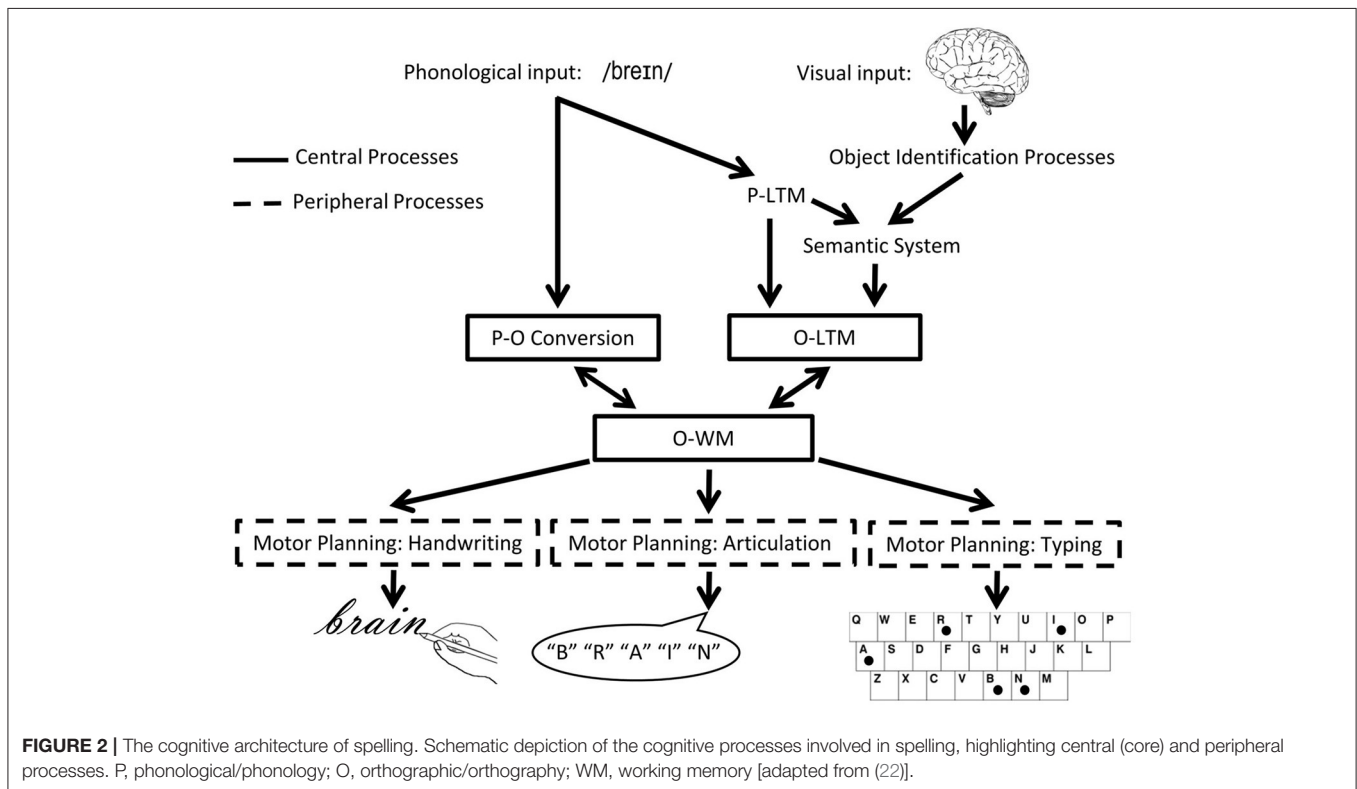 Phonological input: /breɪn/
Visual input:
Central Processes
Peripheral Processes
Object Identification Processes
P-LTM
Semantic System
P-O Conversion
O-LTM
O-WM
Motor Planning: Handwriting
Motor Planning: Articulation
Motor Planning: Typing
brain
“B” “R” “A” “I” “N”
Q W E R T Y U I O P
A S D F G H J K L
Z X C V B N M
FIGURE 2 | The cognitive architecture of spelling. Schematic depiction of the cognitive processes involved in spelling, highlighting central (core) and peripheral
processes. P, phonological/phonology; O, orthographic/orthography; WM, working memory [adapted from (22)].